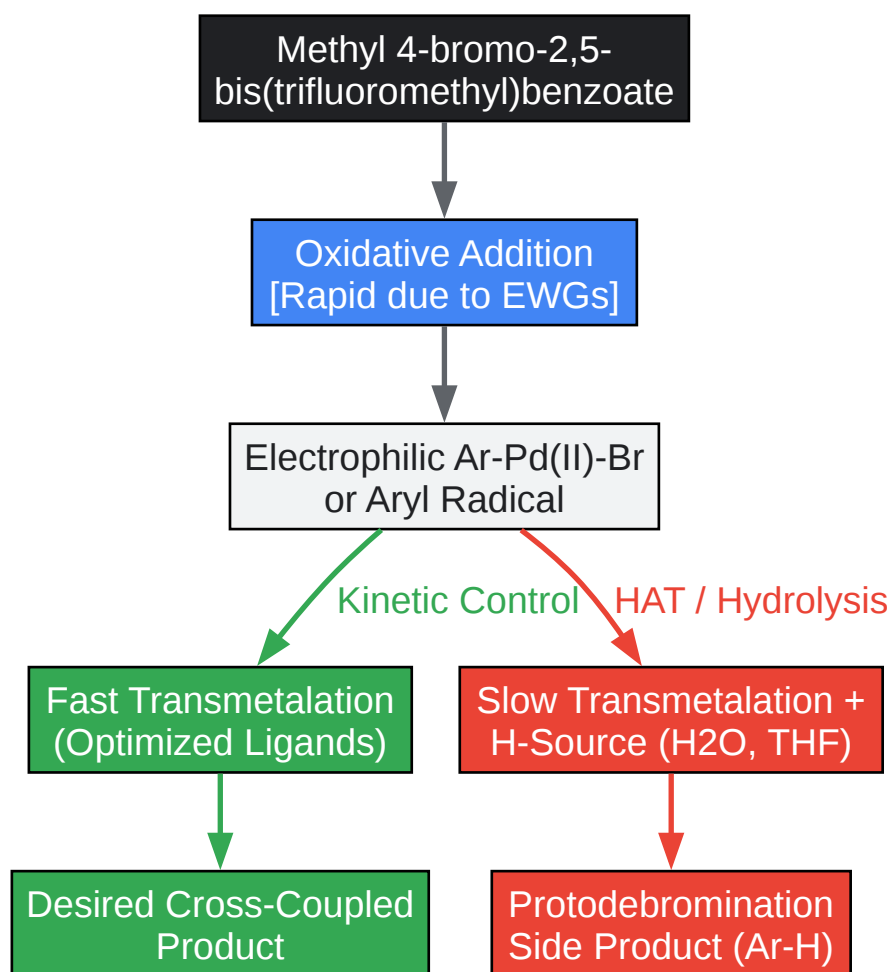 Methyl 4-bromo-2,5-
bis(trifluoromethyl)benzoate
Oxidative Addition
[Rapid due to EWGs]
Electrophilic Ar-Pd(II)-Br
or Aryl Radical
Kinetic Control
HAT / Hydrolysis
Fast Transmetalation
(Optimized Ligands)
Slow Transmetalation +
H-Source (H2O, THF)
Desired Cross-Coupled
Product
Protodebromination
Side Product (Ar-H)